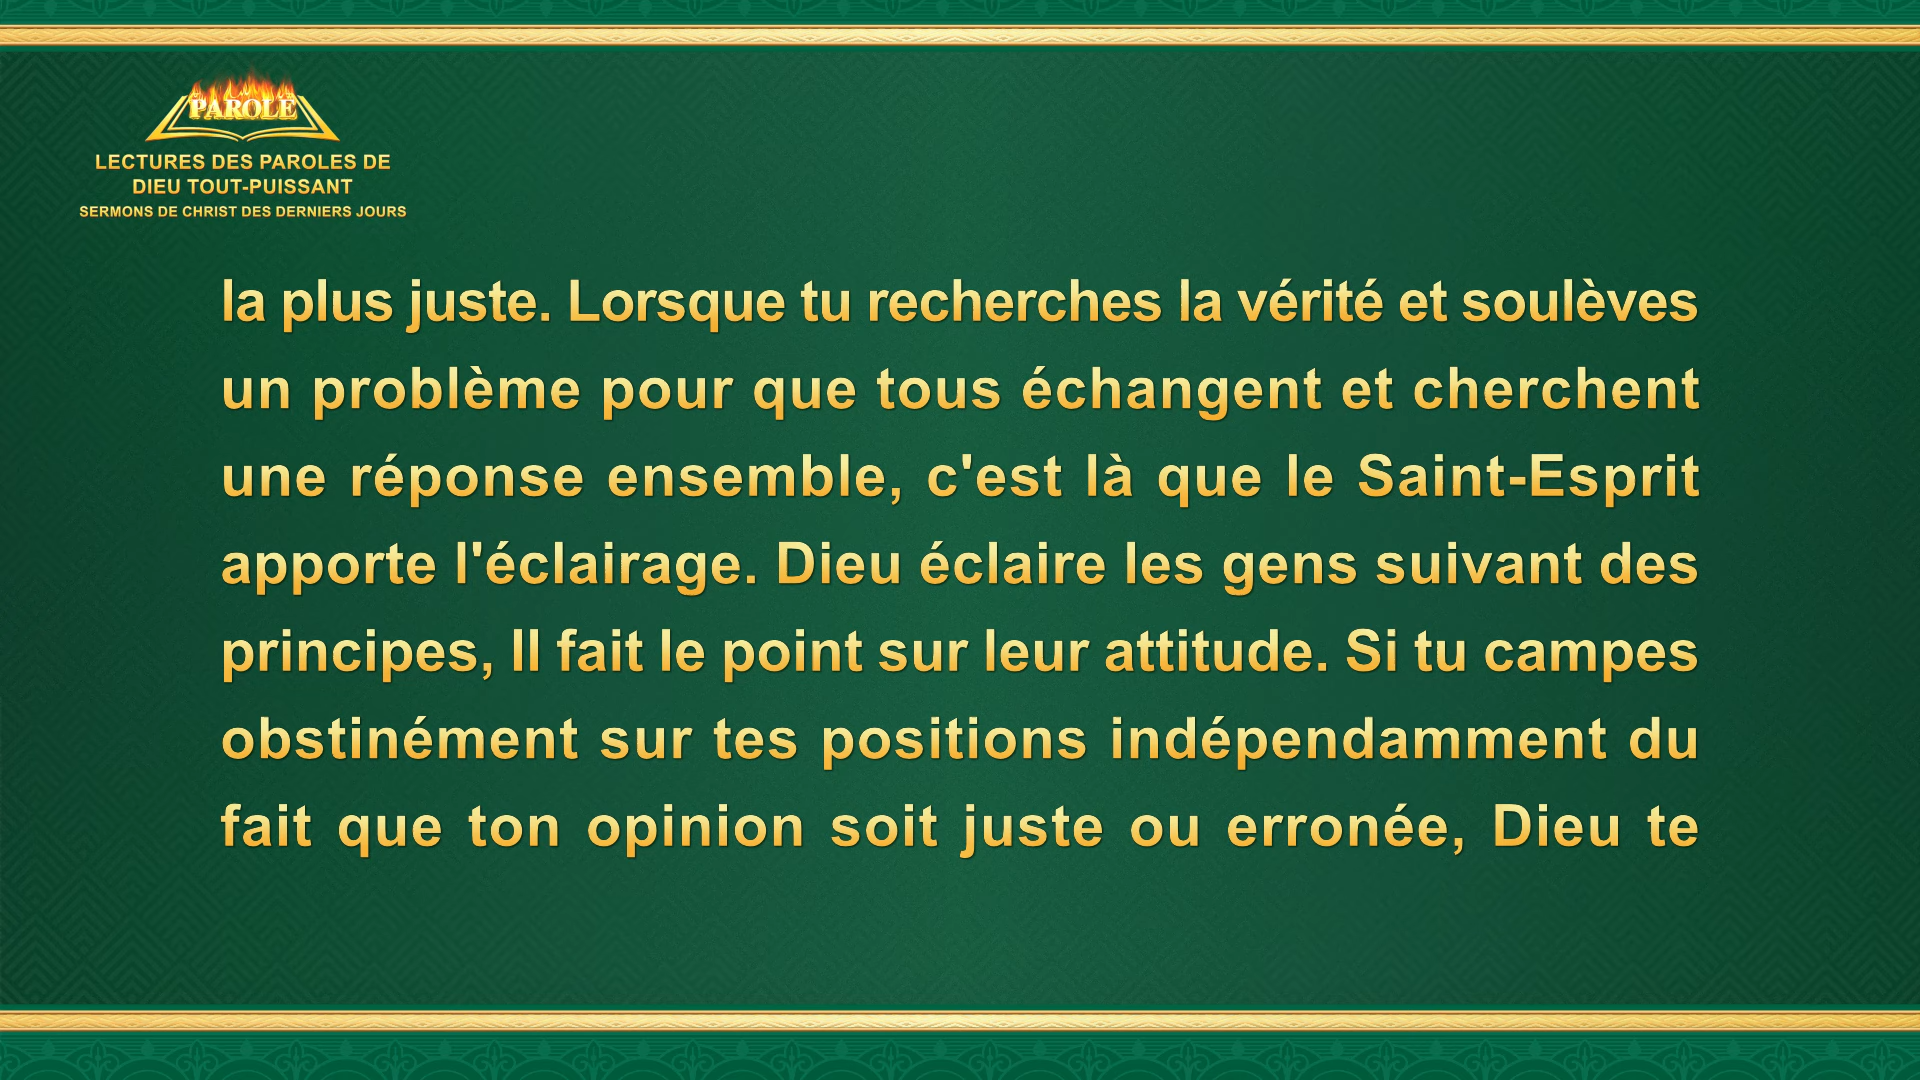 PAROLE
LECTURES DES PAROLES DE
DIEU TOUT-PUISSANT
SERMONS DE CHRIST DES DERNIERS JOURS
la plus juste. Lorsque tu recherches la vérité et soulèves
un problème pour que tous échangent et cherchent
une réponse ensemble, c'est là que le Saint-Esprit
apporte l'éclairage. Dieu éclaire les gens suivant des
principes, Il fait le point sur leur attitude. Si tu campes
obstinément sur tes positions indépendamment du
fait que ton opinion soit juste ou erronée, Dieu te